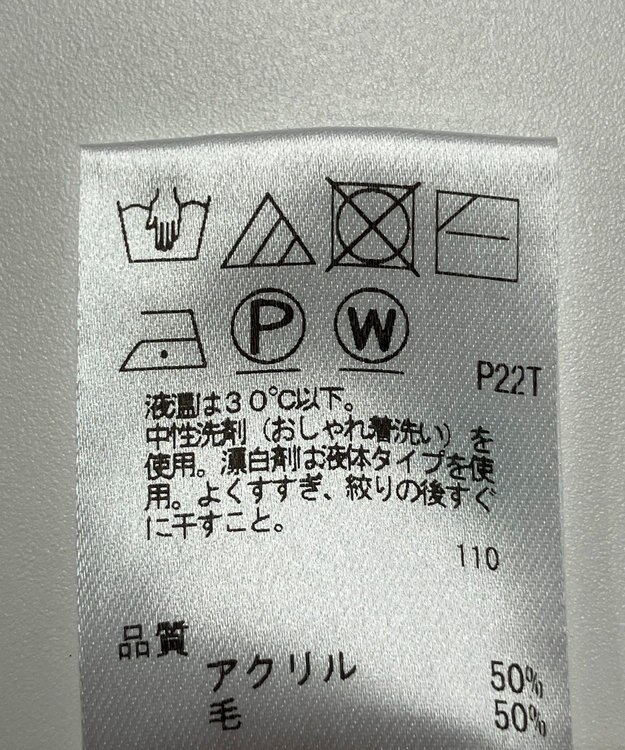 P W
P22T
液温は30℃以下。
中性洗剤（おしゃれ着洗い）を
使用。漂白剤は液体タイプを使
用。よくすすぎ、絞りの後すぐ
に干すこと。
110
品質
アクリル 50%
毛 50%